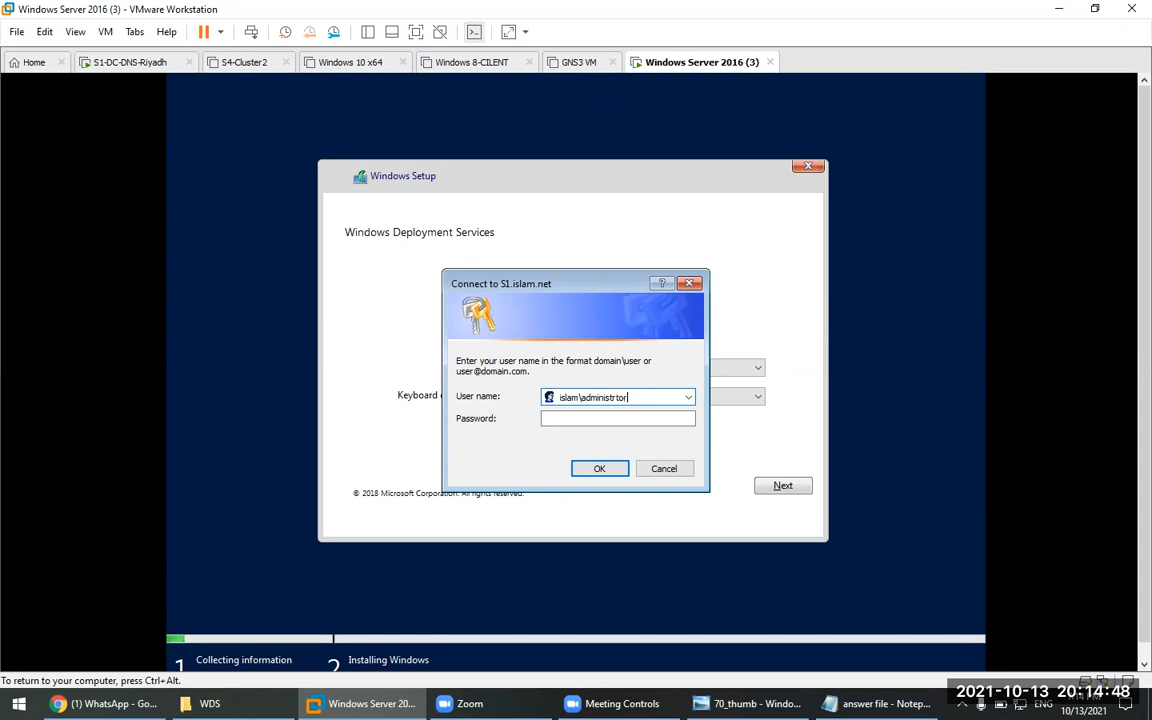 Windows Server 2016 (3) - VMware Workstation
File Edit View VM Tabs Help
Home S1-DC-DNS-Riyadh S4-Cluster2 Windows 10 x64 Windows 8-CILENT GNS3 VM Windows Server 2016 (3)
Windows Setup
Windows Deployment Services
Connect to S1.islam.net
Enter your user name in the format domain\user or
user@domain.com.
User name: islam\administrtor
Keyboard
Password:
OK Cancel
Next
© 2018 Microsoft Corporation. All rights reserved.
1 Collecting information 2 Installing Windows
To return to your computer, press Ctrl+Alt.
2021-10-13 20:14:48
(1) WhatsApp - Go... WDS Windows Server 20... Zoom Meeting Controls 70_thumb - Windo... answer file - Notep... ENG
10/13/2021